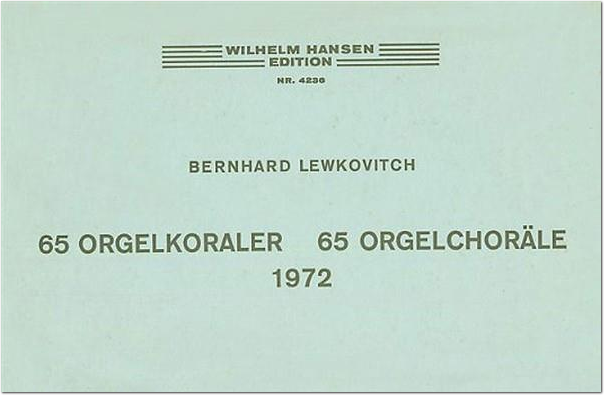 WILHELM HANSEN
EDITION
NR. 4236
BERNHARD LEWKOVITCH
65 ORGELKORALER 65 ORGELCHORÄLE
1972